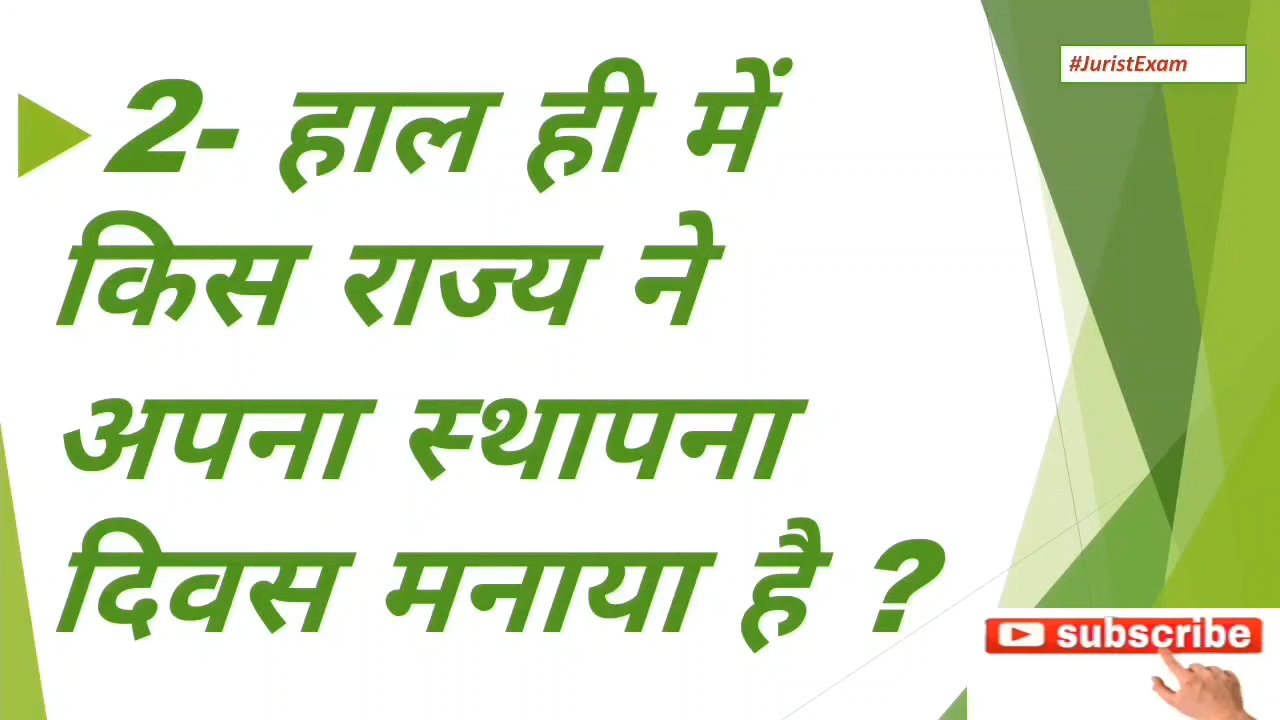 #JuristExam
2- हाल ही में
किस राज्य ने
अपना स्थापना
दिवस मनाया है ?
subscribe